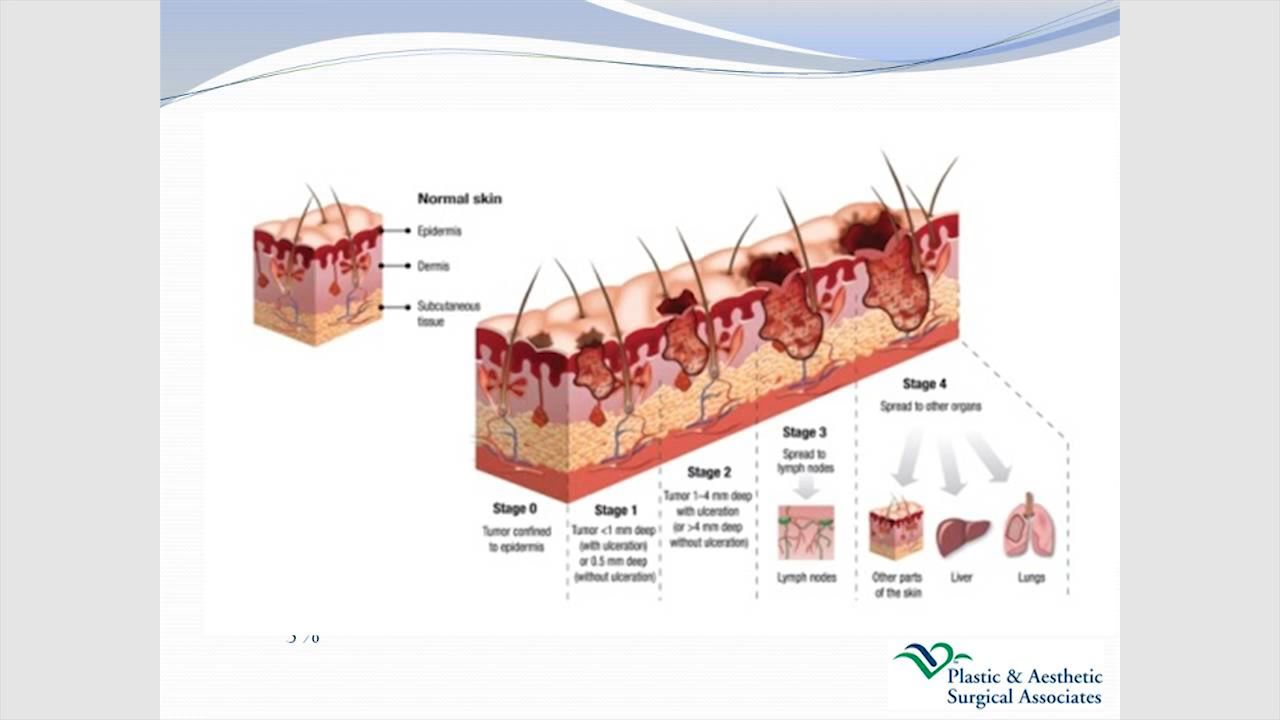 Normal skin
Epidermis
Dermis
Subcutaneous
tissue
Stage 0
Tumor confined
to epidermis
Stage 1
Tumor <1 mm deep
(with ulceration)
or 0.5 mm deep
(without ulceration)
Stage 2
Tumor 1–4 mm deep
with ulceration
(or >4 mm deep
without ulceration)
Stage 3
Spread to
lymph nodes
Lymph nodes
Stage 4
Spread to other organs
Other parts
of the skin
Liver
Lungs
Plastic & Aesthetic
Surgical Associates